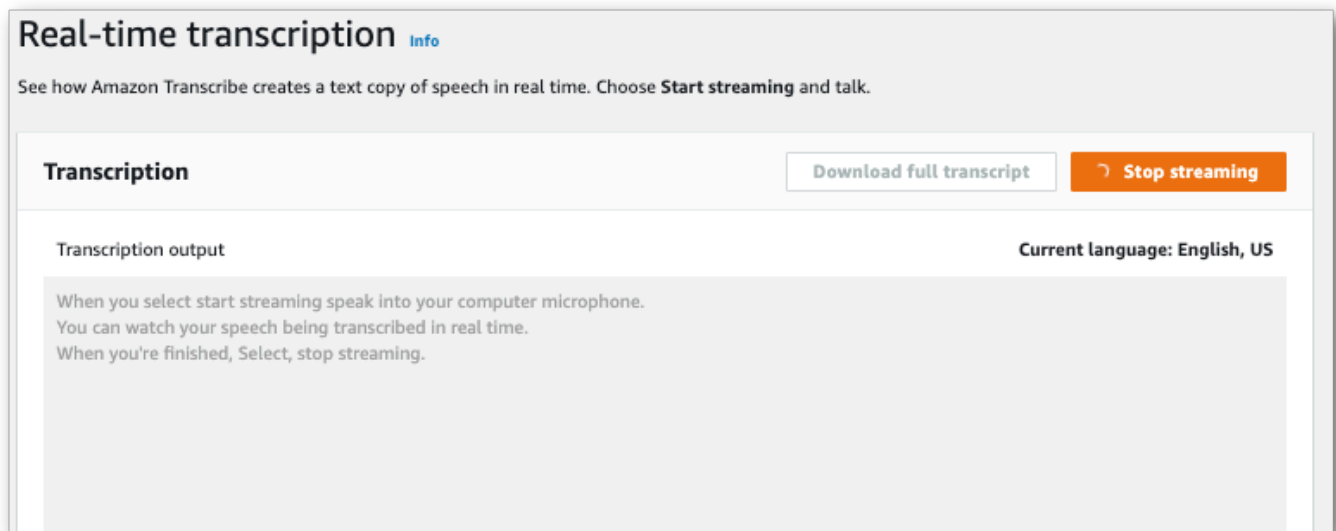 Real-time transcription Info
See how Amazon Transcribe creates a text copy of speech in real time. Choose Start streaming and talk.
Transcription
Download full transcript
Stop streaming
Transcription output
Current language: English, US
When you select start streaming speak into your computer microphone.
You can watch your speech being transcribed in real time.
When you're finished, Select, stop streaming.